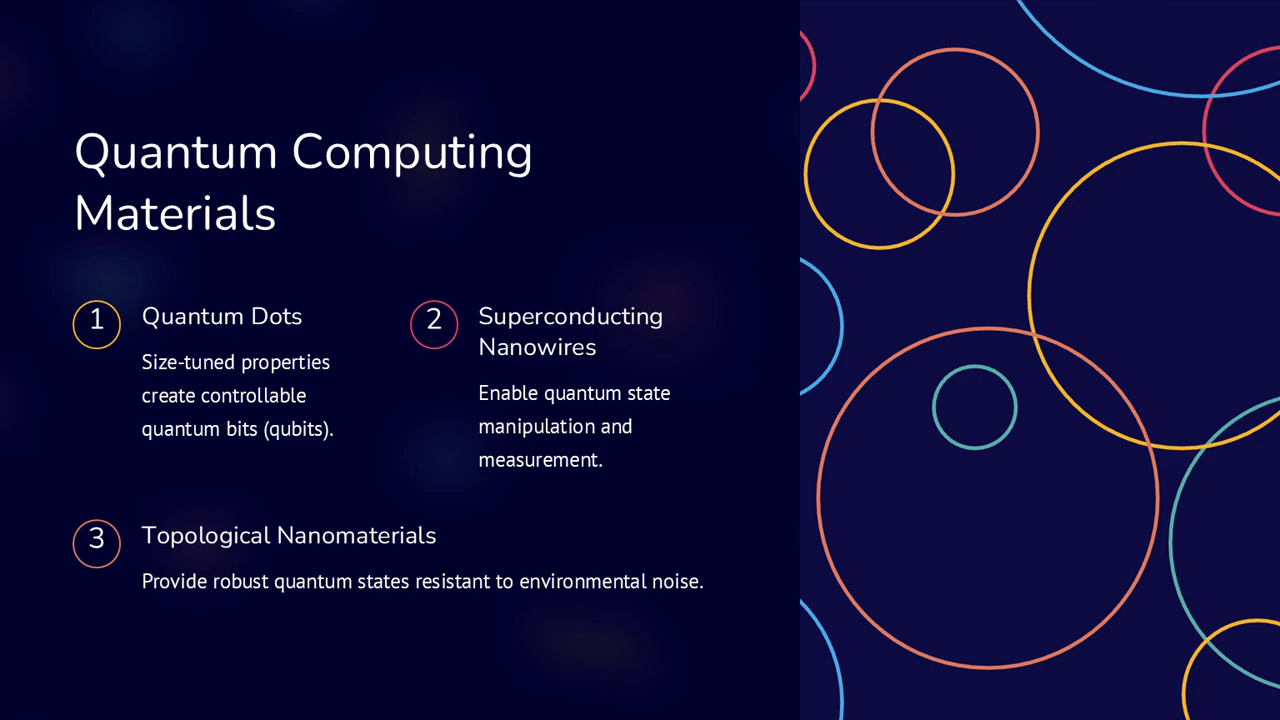 Quantum Computing
Materials
1
Quantum Dots
Size-tuned properties
create controllable
quantum bits (qubits).
2
Superconducting
Nanowires
Enable quantum state
manipulation and
measurement.
3
Topological Nanomaterials
Provide robust quantum states resistant to environmental noise.